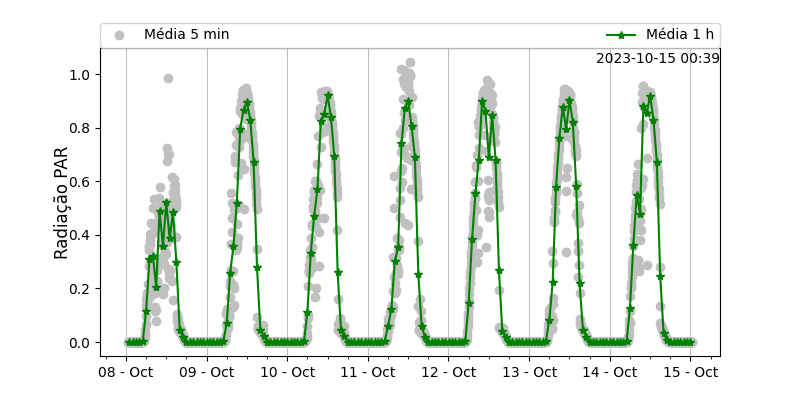 Média 5 min
Média 1 h
2023-10-15 00:39
Radiação PAR
1.0
0.8
0.6
0.4
0.2
0.0
08 - Oct
09 - Oct
10 - Oct
11 - Oct
12 - Oct
13 - Oct
14 - Oct
15 - Oct